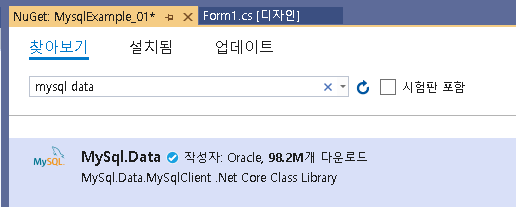 NuGet: MysqlExample_01* Form1.cs [디자인]
찾아보기 설치됨 업데이트
mysql data 시험판 포함
MySQL MySql.Data 작성자: Oracle, 98.2M개 다운로드
MySql.Data.MySqlClient .Net Core Class Library